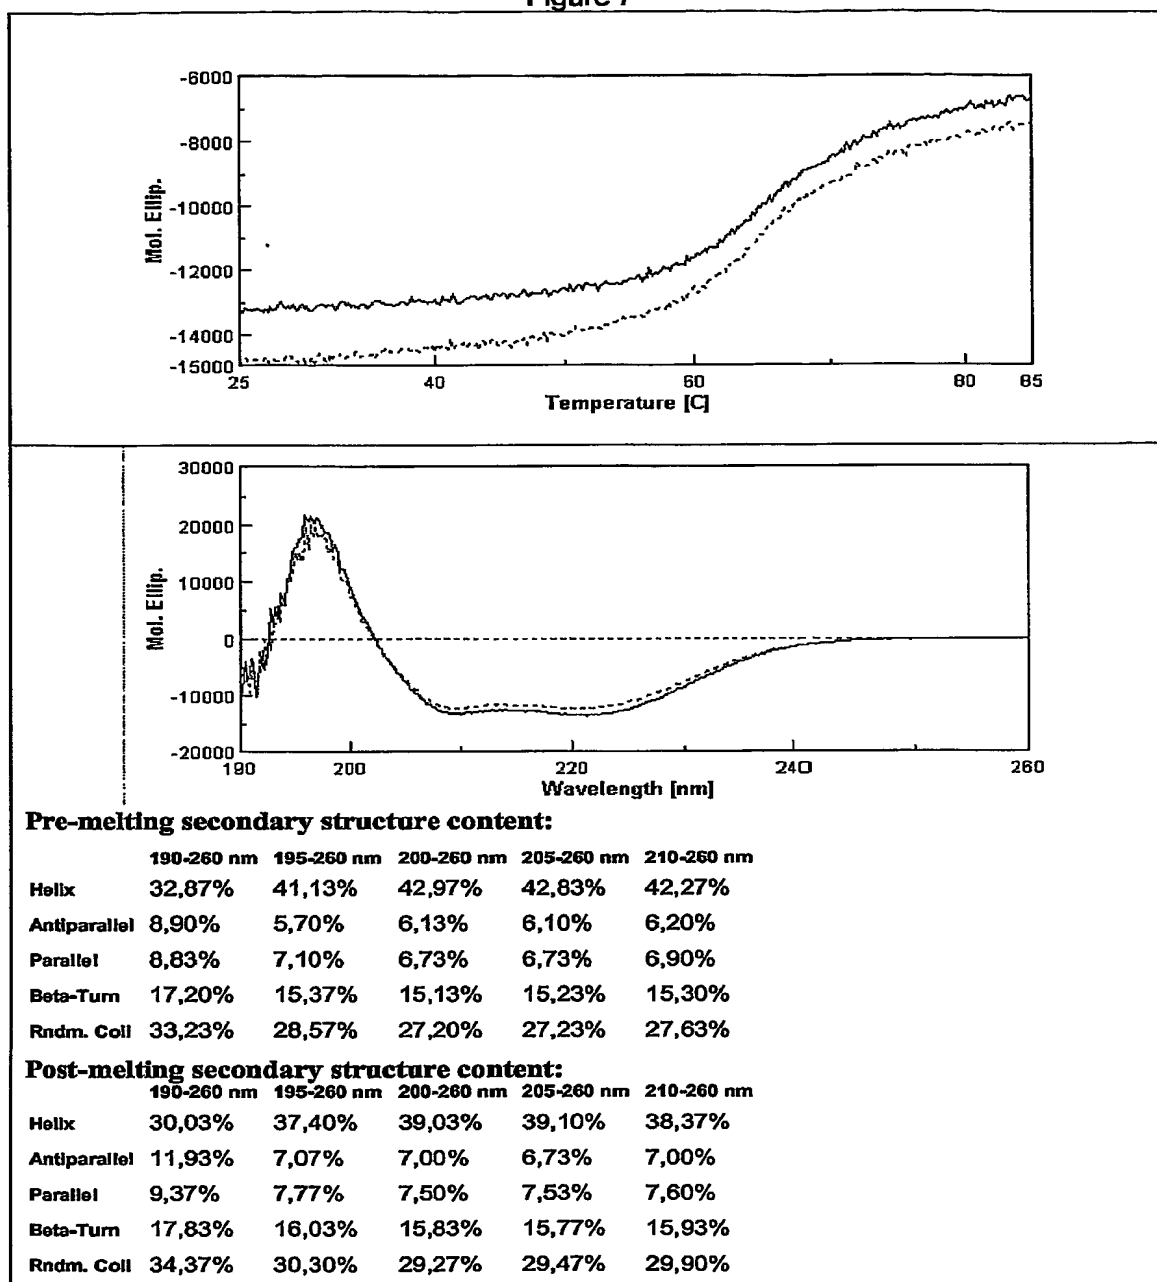 Figure 7
-6000
-8000
-10000
-12000
-14000
-15000
Mol. Ellip.
25 40 60 80 85
Temperature [C]
30000
20000
10000
0
-10000
-20000
Mol. Ellip.
190 200 220 240 260
Wavelength [nm]
Pre-melting secondary structure content:
190-260 nm 195-260 nm 200-260 nm 205-260 nm 210-260 nm
Helix 32,87% 41,13% 42,97% 42,83% 42,27%
Antiparallel 8,90% 5,70% 6,13% 6,10% 6,20%
Parallel 8,83% 7,10% 6,73% 6,73% 6,90%
Beta-Turn 17,20% 15,37% 15,13% 15,23% 15,30%
Rndm. Coil 33,23% 28,57% 27,20% 27,23% 27,63%
Post-melting secondary structure content:
190-260 nm 195-260 nm 200-260 nm 205-260 nm 210-260 nm
Helix 30,03% 37,40% 39,03% 39,10% 38,37%
Antiparallel 11,93% 7,07% 7,00% 6,73% 7,00%
Parallel 9,37% 7,77% 7,50% 7,53% 7,60%
Beta-Turn 17,83% 16,03% 15,83% 15,77% 15,93%
Rndm. Coil 34,37% 30,30% 29,27% 29,47% 29,90%